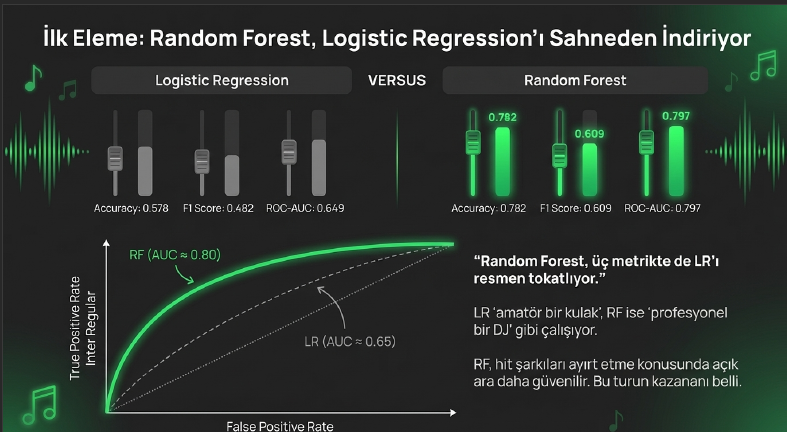 İlk Eleme: Random Forest, Logistic Regression'ı Sahneden İndiriyor
Logistic Regression
VERSUS
Random Forest
Accuracy: 0.578
F1 Score: 0.482
ROC-AUC: 0.649
0.782
0.609
0.797
Accuracy: 0.782
F1 Score: 0.609
ROC-AUC: 0.797
True Positive Rate
Inter Regular
RF (AUC ≈ 0.80)
LR (AUC ≈ 0.65)
False Positive Rate
"Random Forest, üç metrikte de LR'ı
resmen tokatlıyor."
LR 'amatör bir kulak', RF ise 'profesyonel
bir DJ' gibi çalışıyor.
RF, hit şarkıları ayırt etme konusunda açık
ara daha güvenilir. Bu turun kazananı belli.